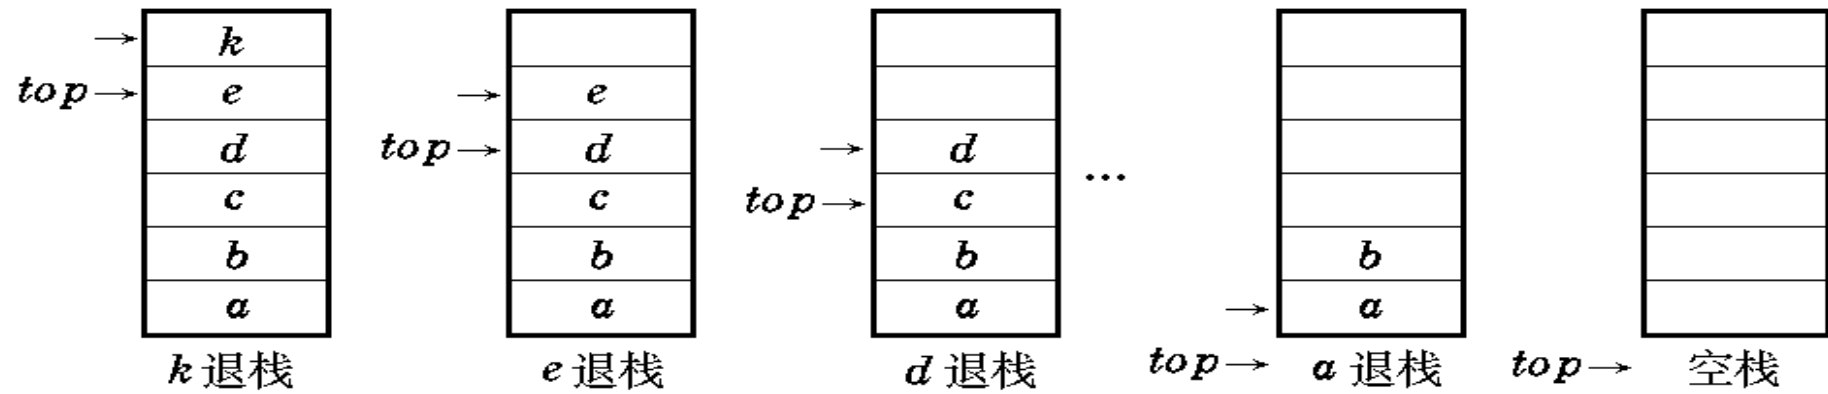 → k
top→ e
d
c
b
a
k 退栈
→ e
top→ d
c
b
a
e 退栈
→ d
top→ c
b
a
d 退栈
...
b
→ a
top→ a 退栈
top→ 空栈